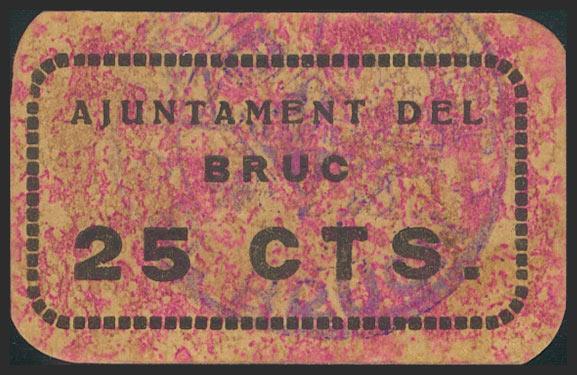 AJUNTAMENT DEL
BRUC
25 CTS.